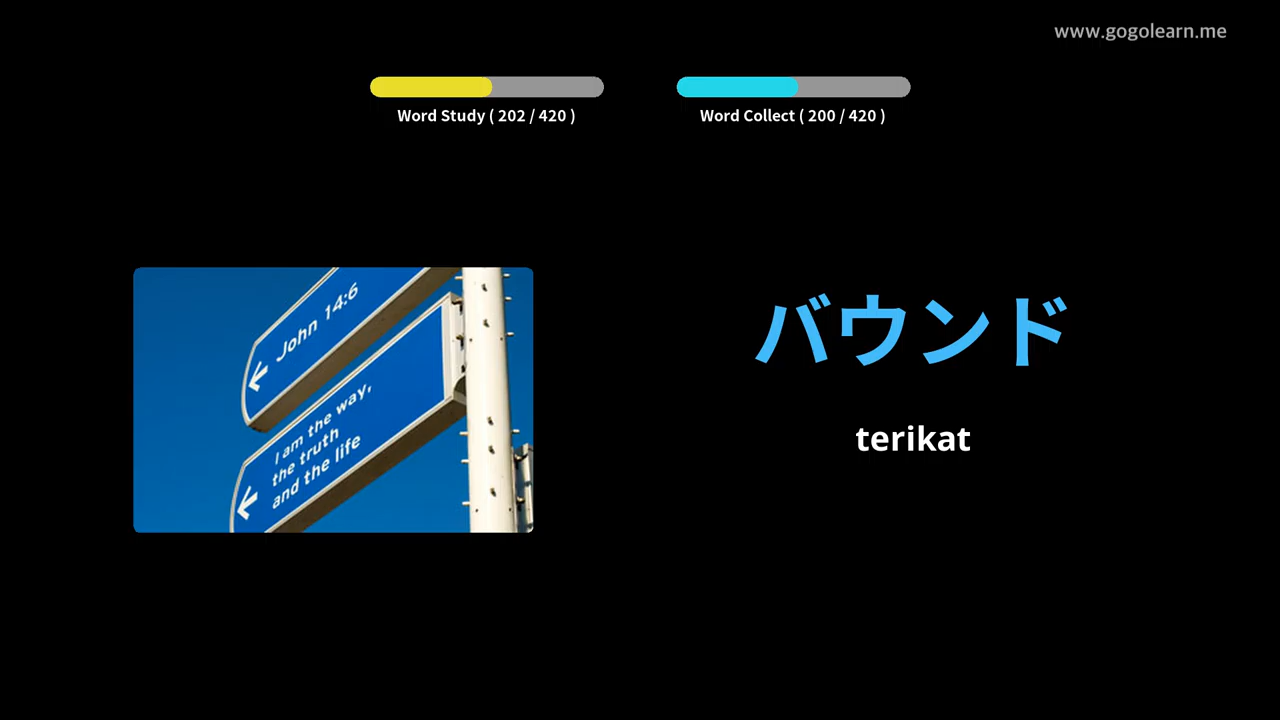 www.gogolearn.me
Word Study ( 202 / 420 )
Word Collect ( 200 / 420 )
John 14:6
I am the way,
the truth
and the life
バウンド
terikat